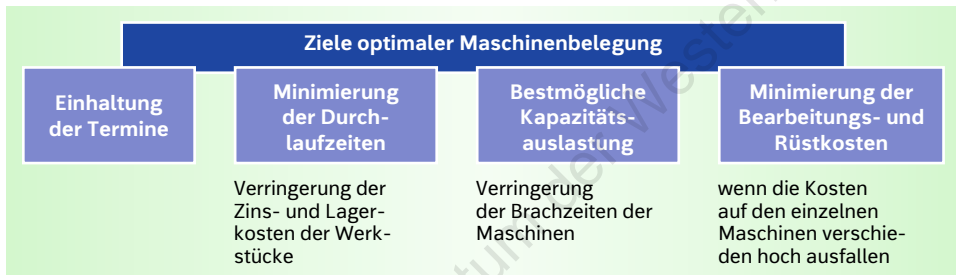 Ziele optimaler Maschinenbelegung
Einhaltung
der Termine
Minimierung
der Durch-
laufzeiten
Verringerung der
Zins- und Lager-
kosten der Werk-
stücke
Bestmögliche
Kapazitäts-
auslastung
Verringerung
der Brachzeiten der
Maschinen
Minimierung der
Bearbeitungs- und
Rüstkosten
wenn die Kosten
auf den einzelnen
Maschinen verschie-
den hoch ausfallen